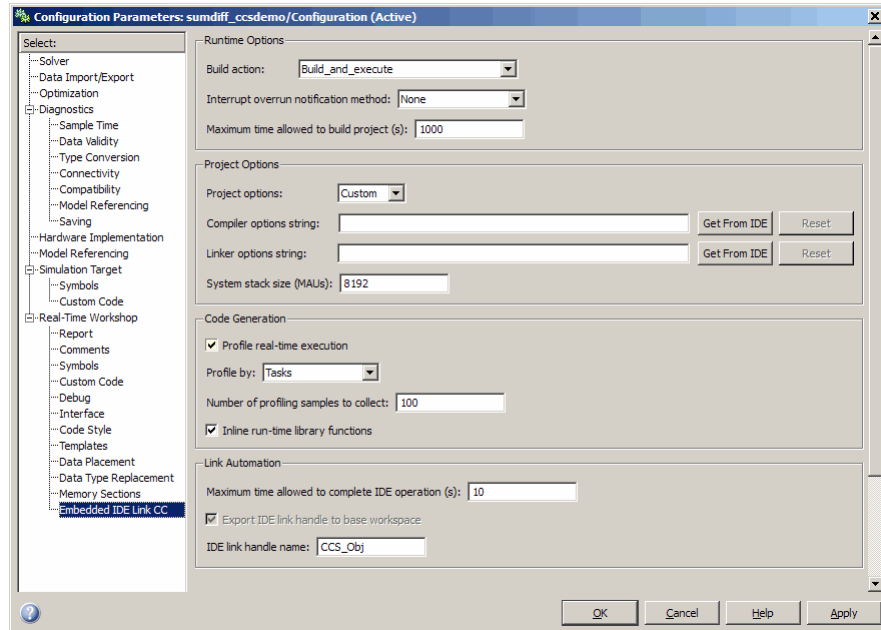 Configuration Parameters: sumdiff_ccsdemo/Configuration (Active)
Select:
Solver
Data Import/Export
Optimization
Diagnostics
Sample Time
Data Validity
Type Conversion
Connectivity
Compatibility
Model Referencing
Saving
Hardware Implementation
Model Referencing
Simulation Target
Symbols
Custom Code
Real-Time Workshop
Report
Comments
Symbols
Custom Code
Debug
Interface
Code Style
Templates
Data Placement
Data Type Replacement
Memory Sections
Embedded IDE Link CC
Runtime Options
Build action: Build_and_execute
Interrupt overrun notification method: None
Maximum time allowed to build project (s): 1000
Project Options
Project options: Custom
Compiler options string: Get From IDE Reset
Linker options string: Get From IDE Reset
System stack size (MAUs): 8192
Code Generation
Profile real-time execution
Profile by: Tasks
Number of profiling samples to collect: 100
Inline run-time library functions
Link Automation
Maximum time allowed to complete IDE operation (s): 10
Export IDE link handle to base workspace
IDE link handle name: CCS_Obj
OK Cancel Help Apply